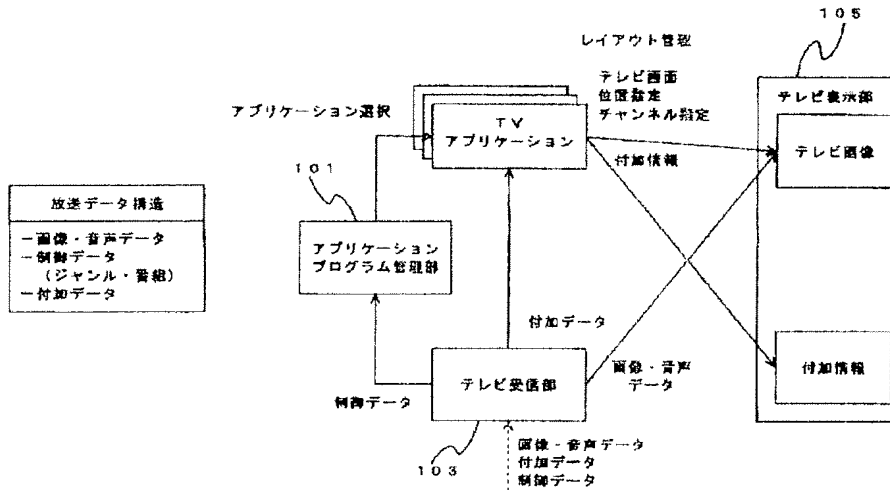 105
レイアウト管理
テレビ画面
位置指定
チャンネル指定
テレビ表示部
アプリケーション選択
TV
アプリケーション
テレビ画像
付加情報
101
放送データ構造
ー画像・音声データ
ー制御データ
(ジャンル・番組)
ー付加データ
アプリケーション
プログラム管理部
付加データ
テレビ受信部
画像・音声
データ
付加情報
制御データ
103
画像・音声データ
付加データ
制御データ